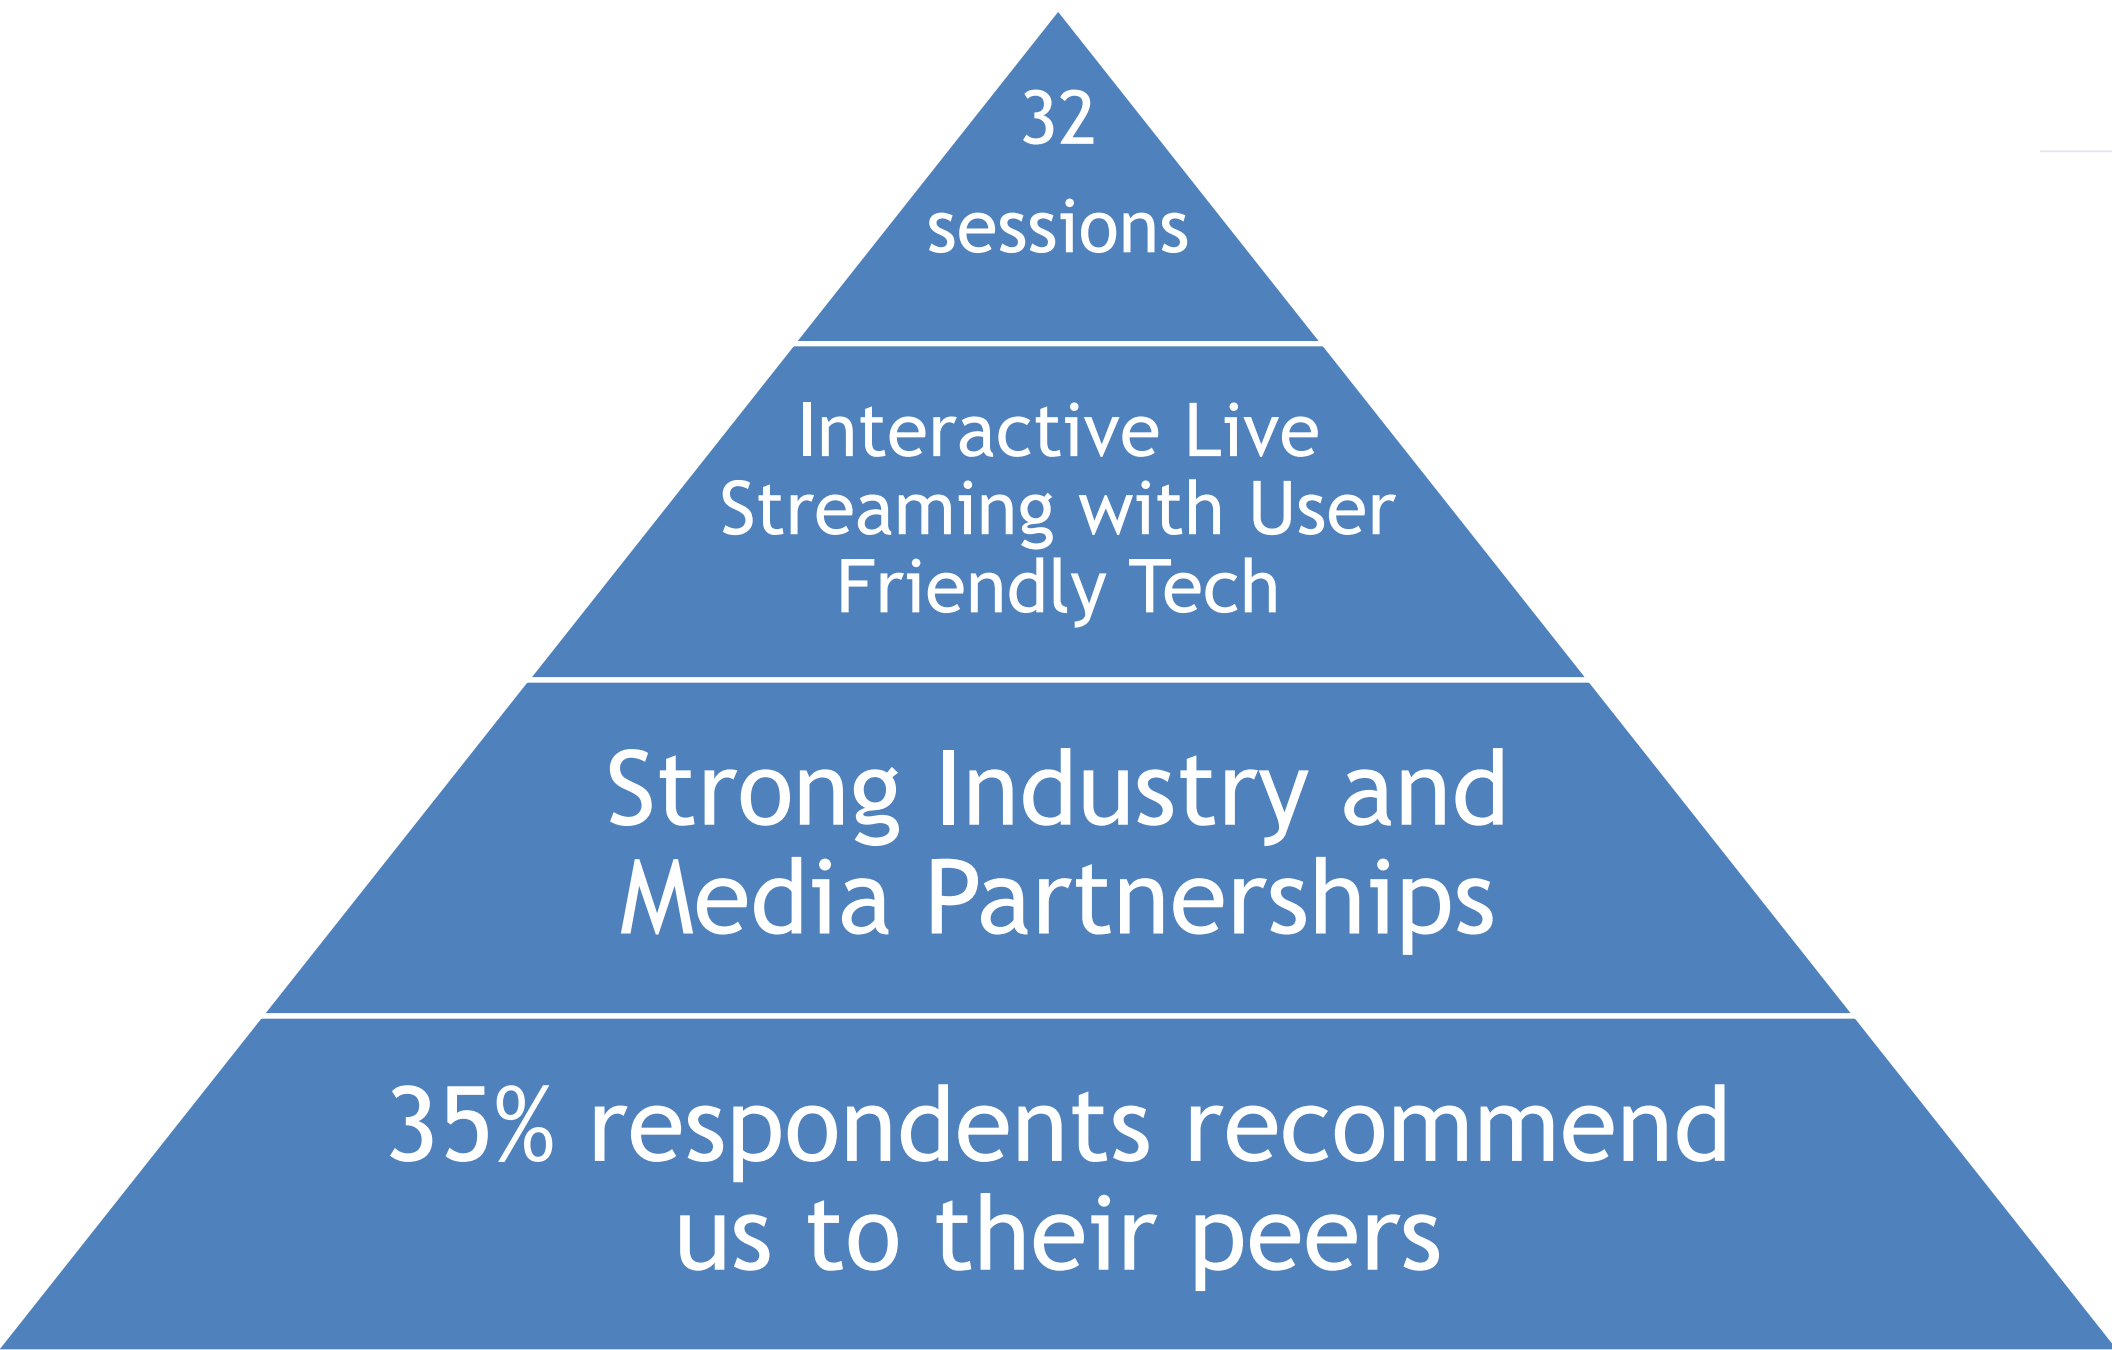 32
sessions
Interactive Live
Streaming with User
Friendly Tech
Strong Industry and
Media Partnerships
35% respondents recommend
us to their peers